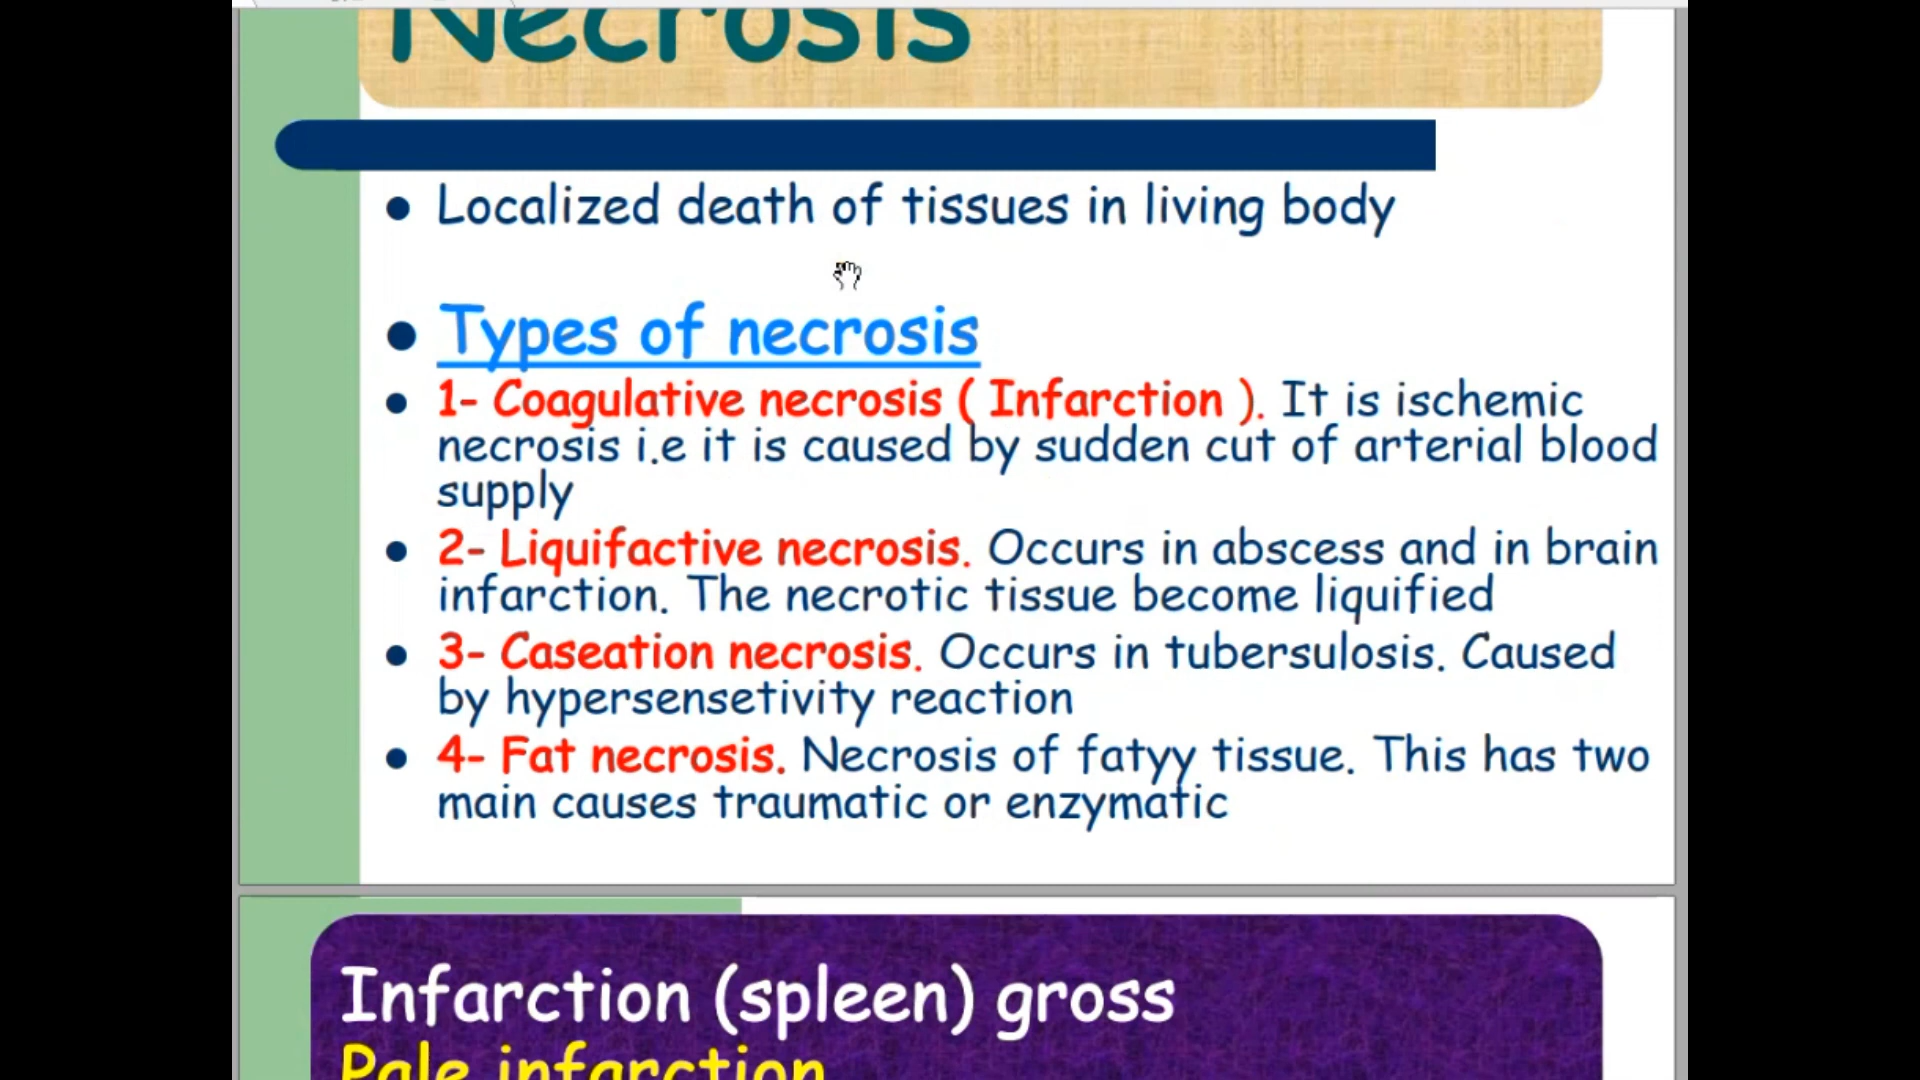 Necrosis
Localized death of tissues in living body
Types of necrosis
1- Coagulative necrosis ( Infarction ). It is ischemic
necrosis i.e it is caused by sudden cut of arterial blood
supply
2- Liquifactive necrosis. Occurs in abscess and in brain
infarction. The necrotic tissue become liquified
3- Caseation necrosis. Occurs in tubersulosis. Caused
by hypersensetivity reaction
4- Fat necrosis. Necrosis of fatyy tissue. This has two
main causes traumatic or enzymatic
Infarction (spleen) gross
Pale infarction